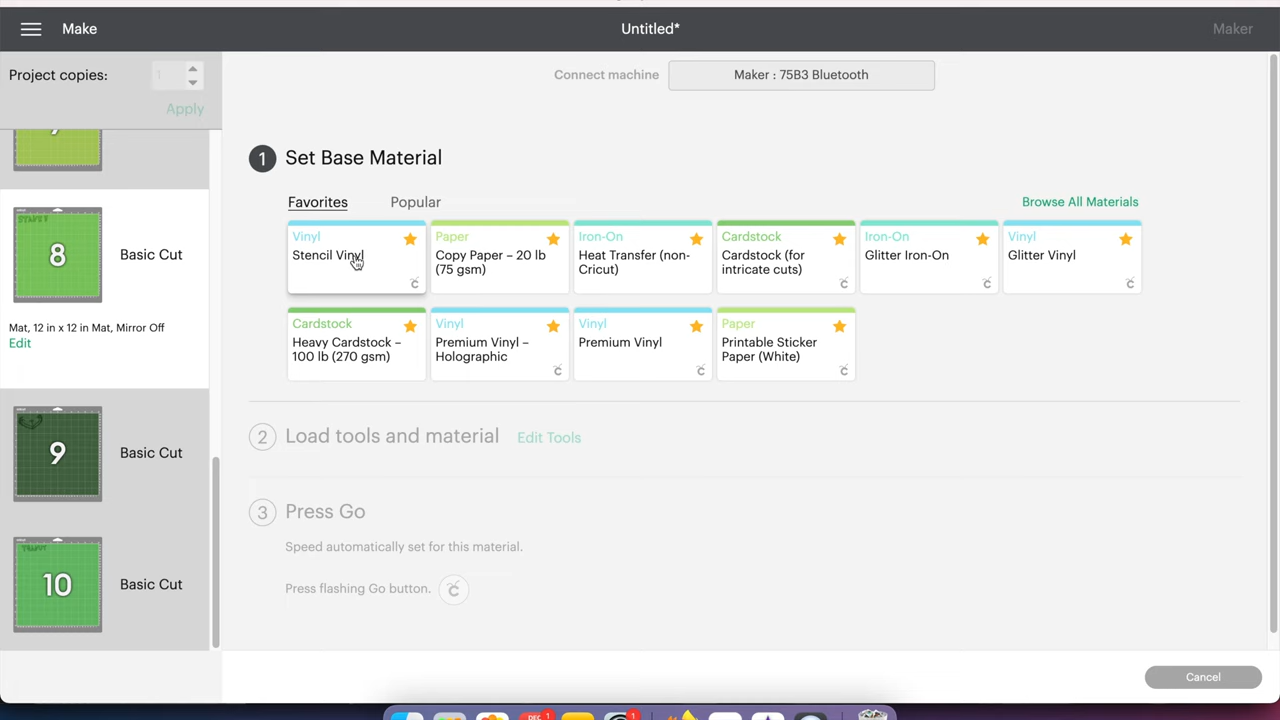 Make
Untitled*
Maker
Project copies:
1
Apply
Connect machine
Maker : 75B3 Bluetooth
1
Set Base Material
Favorites
Popular
Browse All Materials
Vinyl
Stencil Vinyl
Paper
Copy Paper – 20 lb
(75 gsm)
Iron-On
Heat Transfer (non-
Cricut)
Cardstock
Cardstock (for
intricate cuts)
Iron-On
Glitter Iron-On
Vinyl
Glitter Vinyl
Cardstock
Heavy Cardstock –
100 lb (270 gsm)
Vinyl
Premium Vinyl –
Holographic
Vinyl
Premium Vinyl
Paper
Printable Sticker
Paper (White)
8
Basic Cut
Mat, 12 in x 12 in Mat, Mirror Off
Edit
9
Basic Cut
10
Basic Cut
2
Load tools and material
Edit Tools
3
Press Go
Speed automatically set for this material.
Press flashing Go button.
Cancel
DEC
1
1